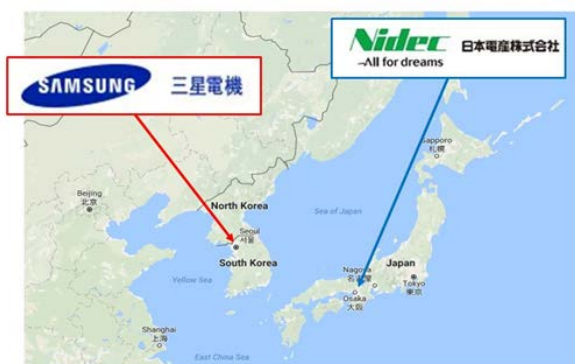 SAMSUNG 三星電機
Nidec 日本電産株式会社
-All for dreams
Sapporo
札幌
Beijing
北京
North Korea
Sea of Japan
Seoul
서울
South Korea
Nagoya
名古屋
Japan
Tokyo
東京
Osaka
大阪
Yellow Sea
Shanghai
上海
East China Sea